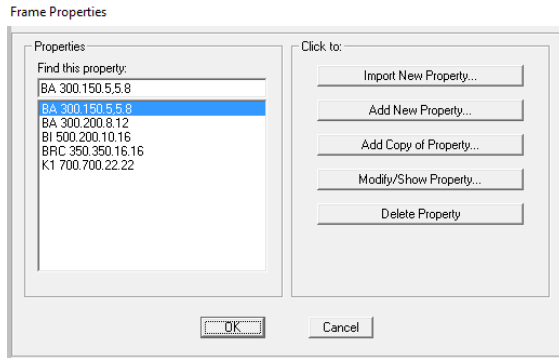 Frame Properties
Properties
Find this property:
BA 300.150.5,5.8
BA 300.150.5,5.8
BA 300.200.8.12
BI 500.200.10.16
BRC 350.350.16.16
K1 700.700.22.22
Click to:
Import New Property...
Add New Property...
Add Copy of Property...
Modify/Show Property...
Delete Property
OK
Cancel